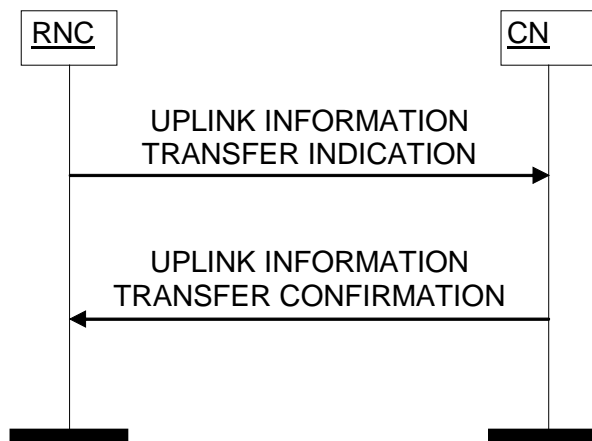 RNC
CN
UPLINK INFORMATION
TRANSFER INDICATION
UPLINK INFORMATION
TRANSFER CONFIRMATION